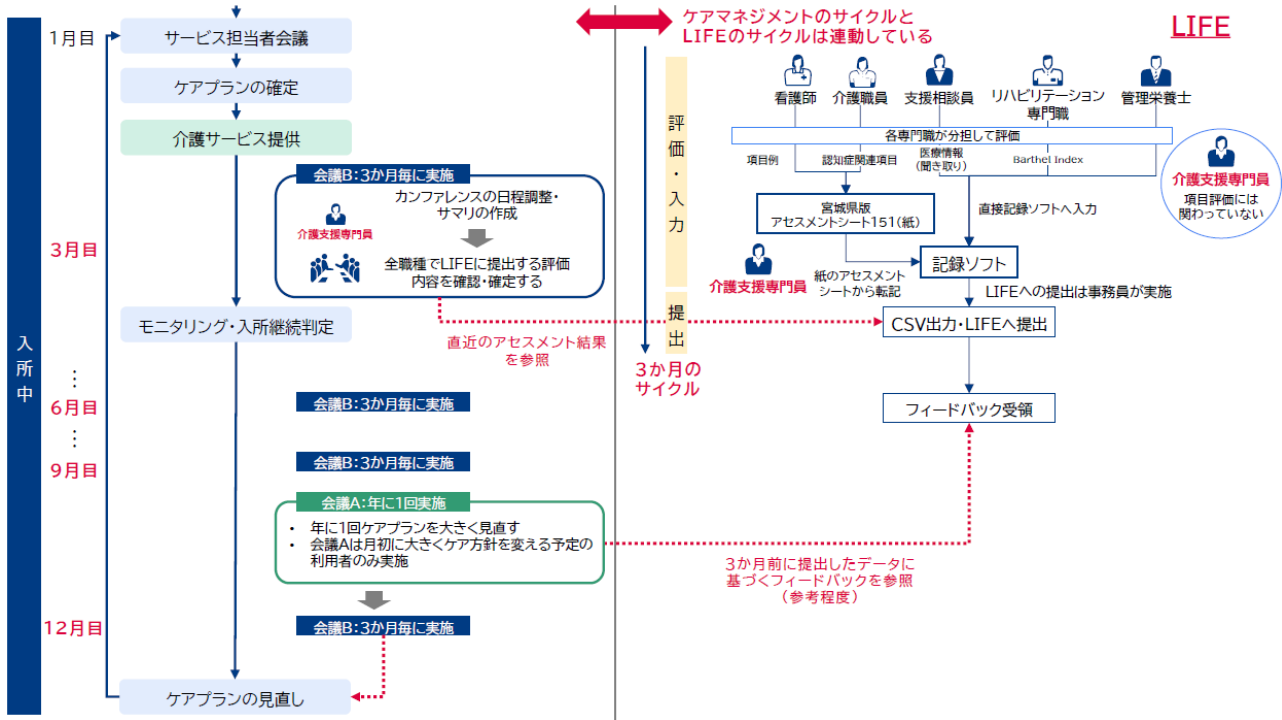 入所中
1月目
3月目
⋮
6月目
⋮
9月目
12月目
サービス担当者会議
ケアプランの確定
介護サービス提供
会議B：3か月毎に実施
カンファレンスの日程調整・
サマリの作成
介護支援専門員
全職種でLIFEに提出する評価
内容を確認・確定する
モニタリング・入所継続判定
直近のアセスメント結果
を参照
会議B：3か月毎に実施
会議B：3か月毎に実施
会議A：年に1回実施
・ 年に1回ケアプランを大きく見直す
・ 会議Aは月初に大きくケア方針を変える予定の
利用者のみ実施
会議B：3か月毎に実施
ケアプランの見直し
ケアマネジメントのサイクルと
LIFEのサイクルは連動している
LIFE
評価・入力
提出
3か月の
サイクル
看護師
介護職員
支援相談員
リハビリテーション
専門職
管理栄養士
各専門職が分担して評価
項目例
認知症関連項目
医療情報
（聞き取り）
Barthel Index
介護支援専門員
項目評価には
関わっていない
宮城県版
アセスメントシート151（紙）
直接記録ソフトへ入力
介護支援専門員
紙のアセスメント
シートから転記
記録ソフト
LIFEへの提出は事務員が実施
CSV出力・LIFEへ提出
フィードバック受領
3か月前に提出したデータに
基づくフィードバックを参照
（参考程度）